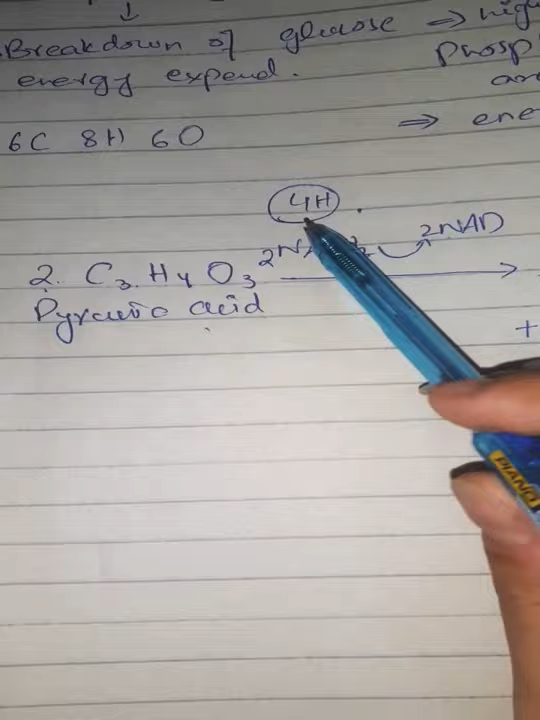 Breakdown of glucose ⇒ high
energy expend. Phosp
are
6C 8H 6O ⇒ ene
4H
2NAD
2. C3 H4 O3
Pyruvic acid +
PIANO